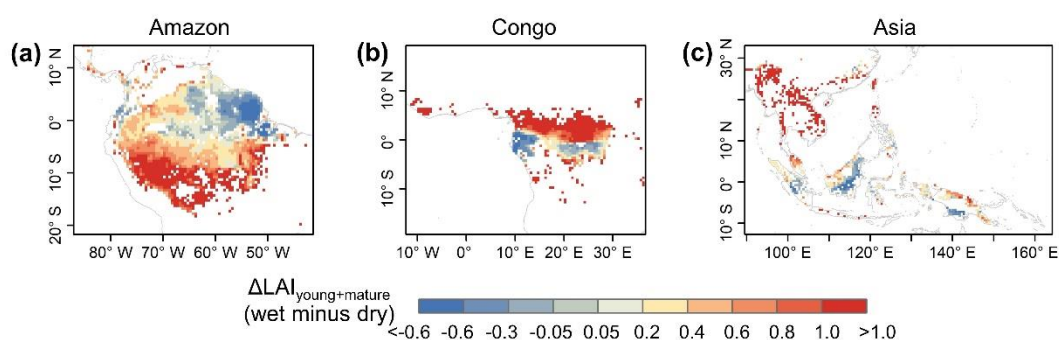 Amazon
Congo
Asia
(a)
(b)
(c)
10° N
0°
10° S
20° S
80° W 70° W 60° W 50° W
10° N
0°
10° S
10° W 0° 10° E 20° E 30° E
30° N
20° N
10° N
0°
10° S
100° E 120° E 130° E 140° E 160° E
ΔLAIyoung+mature
(wet minus dry)
<-0.6 -0.6 -0.3 -0.05 0.05 0.2 0.4 0.6 0.8 1.0 >1.0